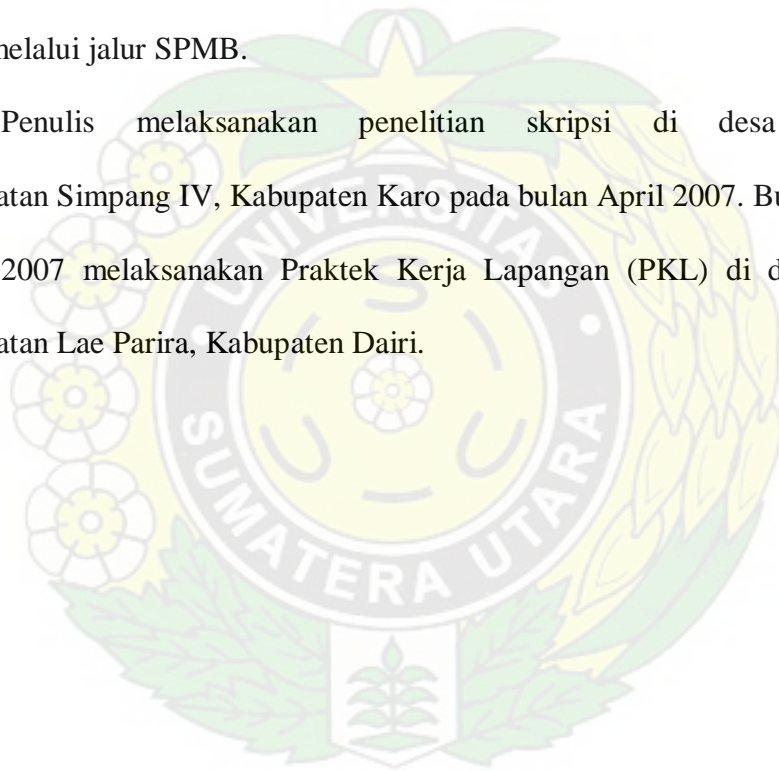 melalui jalur SPMB.
Penulis melaksanakan penelitian skripsi di desa
atan Simpang IV, Kabupaten Karo pada bulan April 2007. Bu
2007 melaksanakan Praktek Kerja Lapangan (PKL) di d
atan Lae Parira, Kabupaten Dairi.
UNIVERSITAS
SUMATERA UTARA